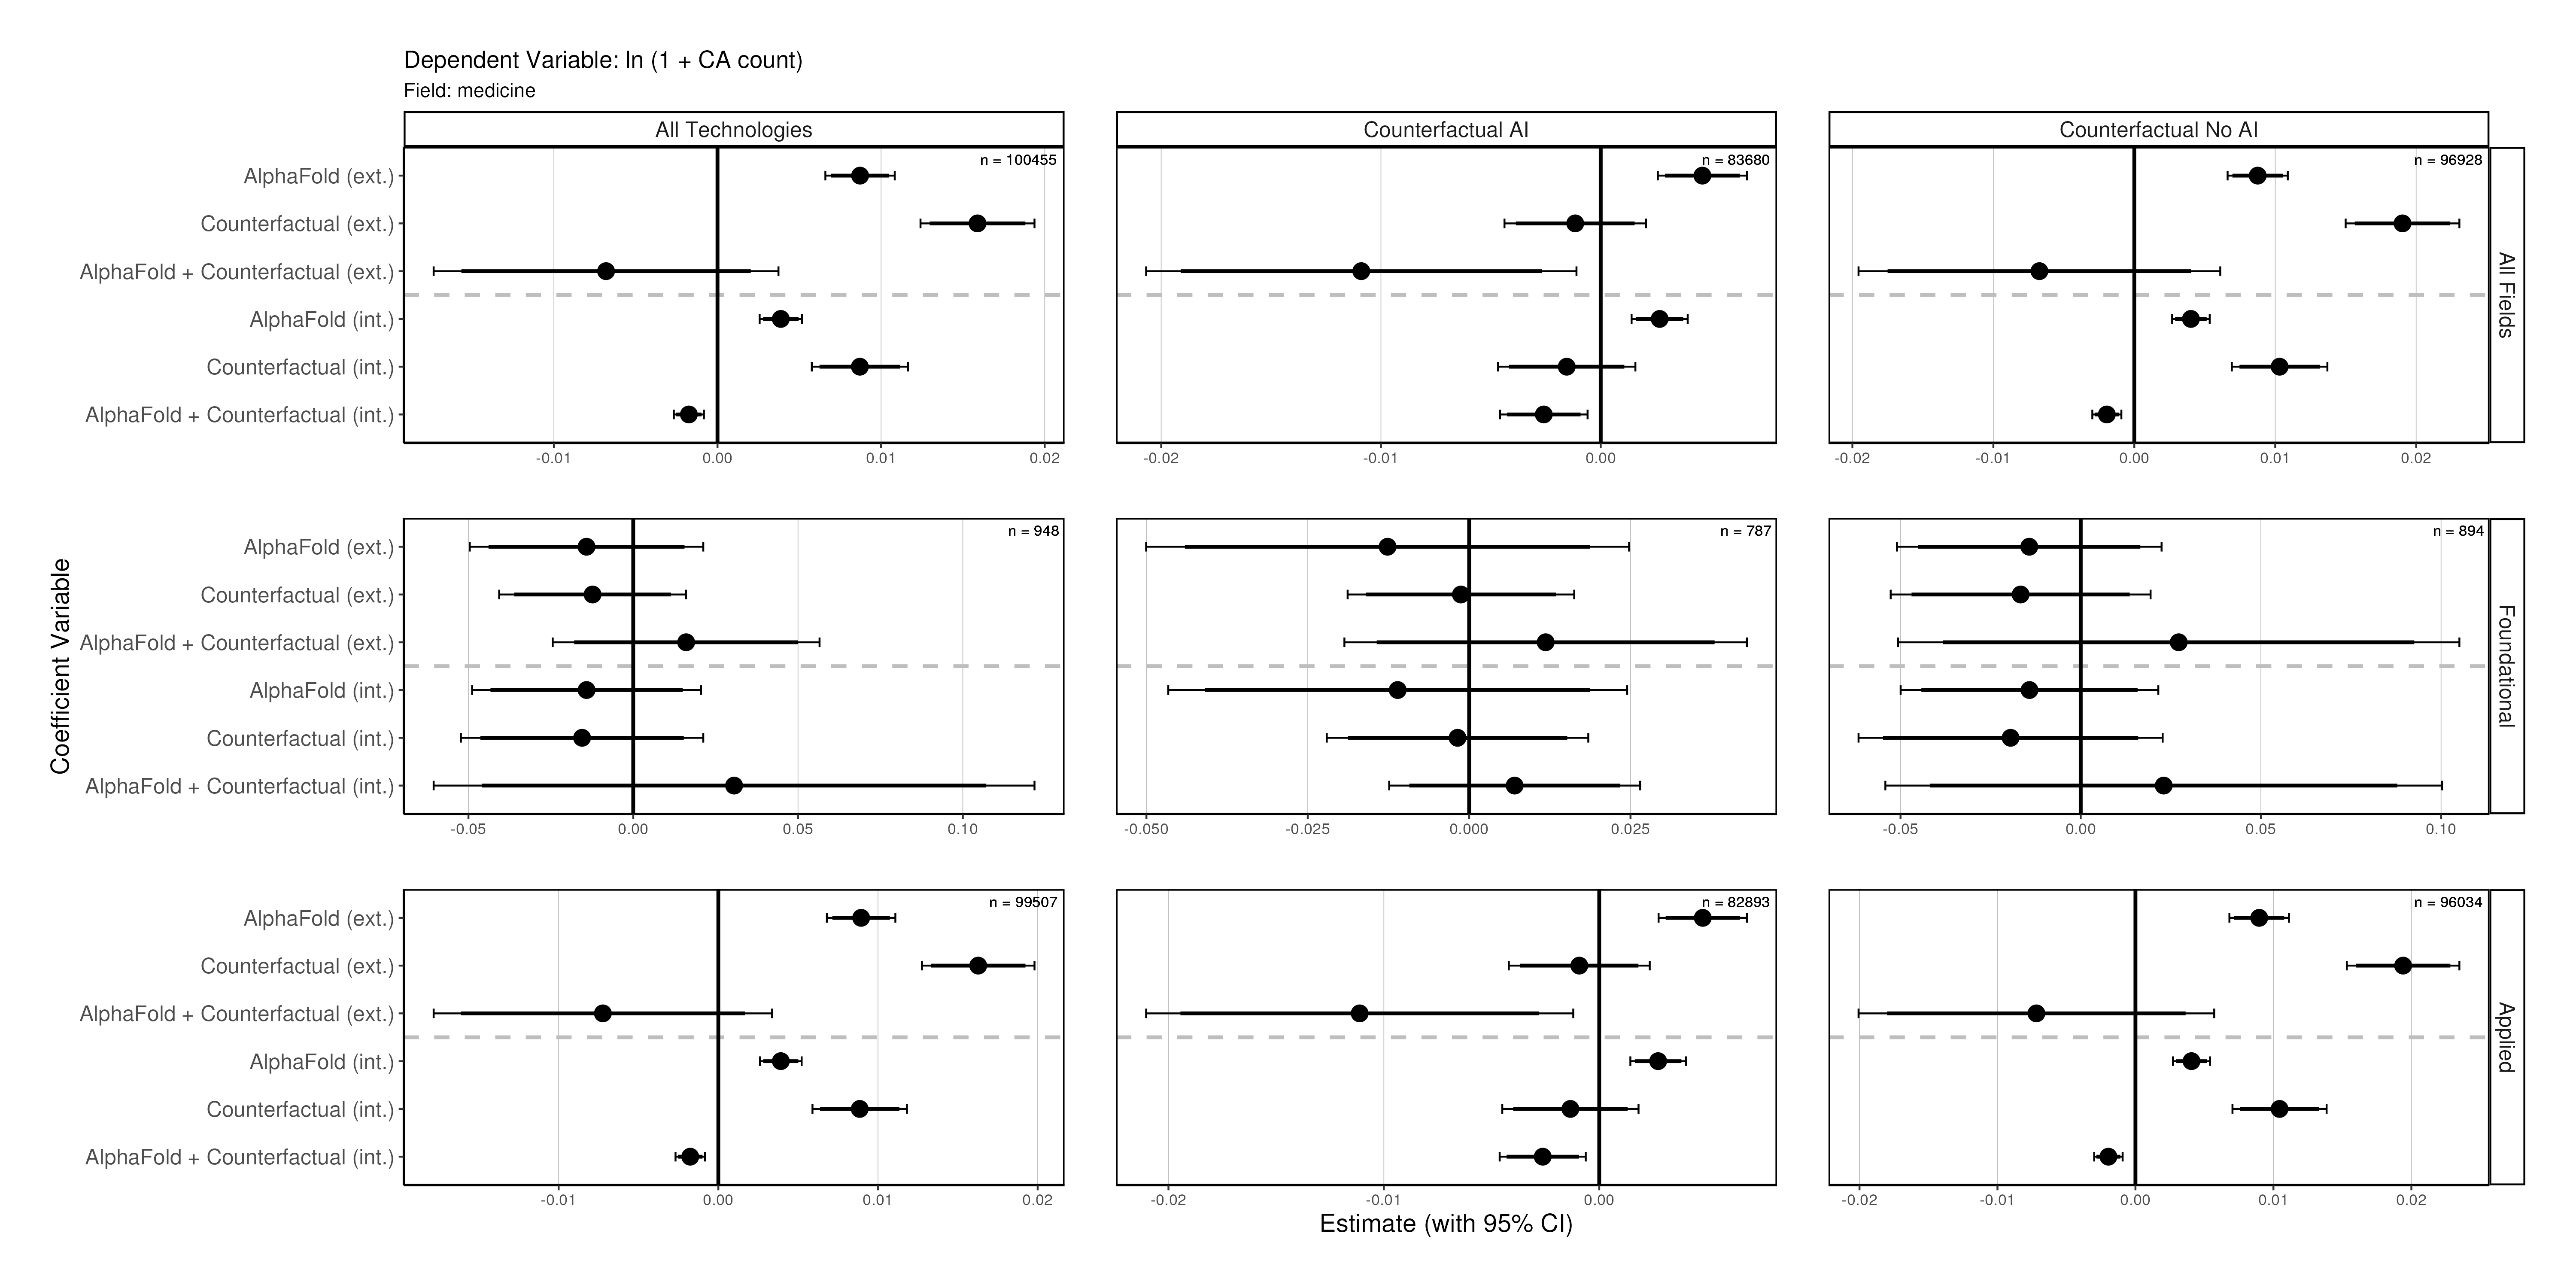 Dependent Variable: ln (1 + CA count)
Field: medicine
All Technologies
Counterfactual AI
Counterfactual No AI
Coefficient Variable
AlphaFold (ext.)
Counterfactual (ext.)
AlphaFold + Counterfactual (ext.)
AlphaFold (int.)
Counterfactual (int.)
AlphaFold + Counterfactual (int.)
n = 100455
n = 83680
n = 96928
All Fields
-0.01 0.00 0.01 0.02
-0.02 -0.01 0.00
-0.02 -0.01 0.00 0.01 0.02
AlphaFold (ext.)
Counterfactual (ext.)
AlphaFold + Counterfactual (ext.)
AlphaFold (int.)
Counterfactual (int.)
AlphaFold + Counterfactual (int.)
n = 948
n = 787
n = 894
Foundational
-0.05 0.00 0.05 0.10
-0.050 -0.025 0.000 0.025
-0.05 0.00 0.05 0.10
AlphaFold (ext.)
Counterfactual (ext.)
AlphaFold + Counterfactual (ext.)
AlphaFold (int.)
Counterfactual (int.)
AlphaFold + Counterfactual (int.)
n = 99507
n = 82893
n = 96034
Applied
-0.01 0.00 0.01 0.02
-0.02 -0.01 0.00
-0.02 -0.01 0.00 0.01 0.02
Estimate (with 95% CI)